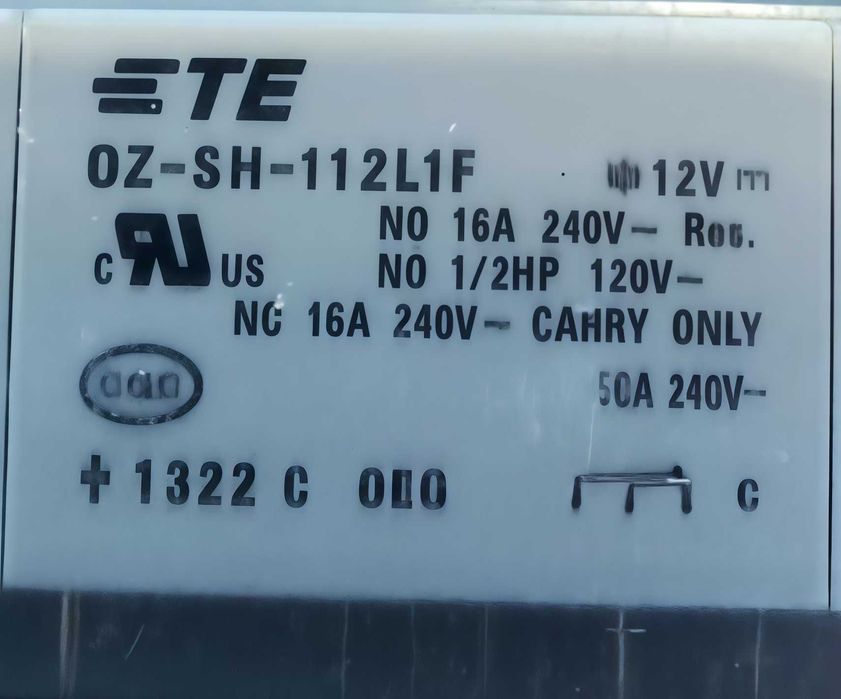 TE
OZ-SH-112L1F 12V
NO 16A 240V~
C US NO 1/2HP 120V~
NC 16A 240V~ CAHRY ONLY
50A 240V~
1322 C
C